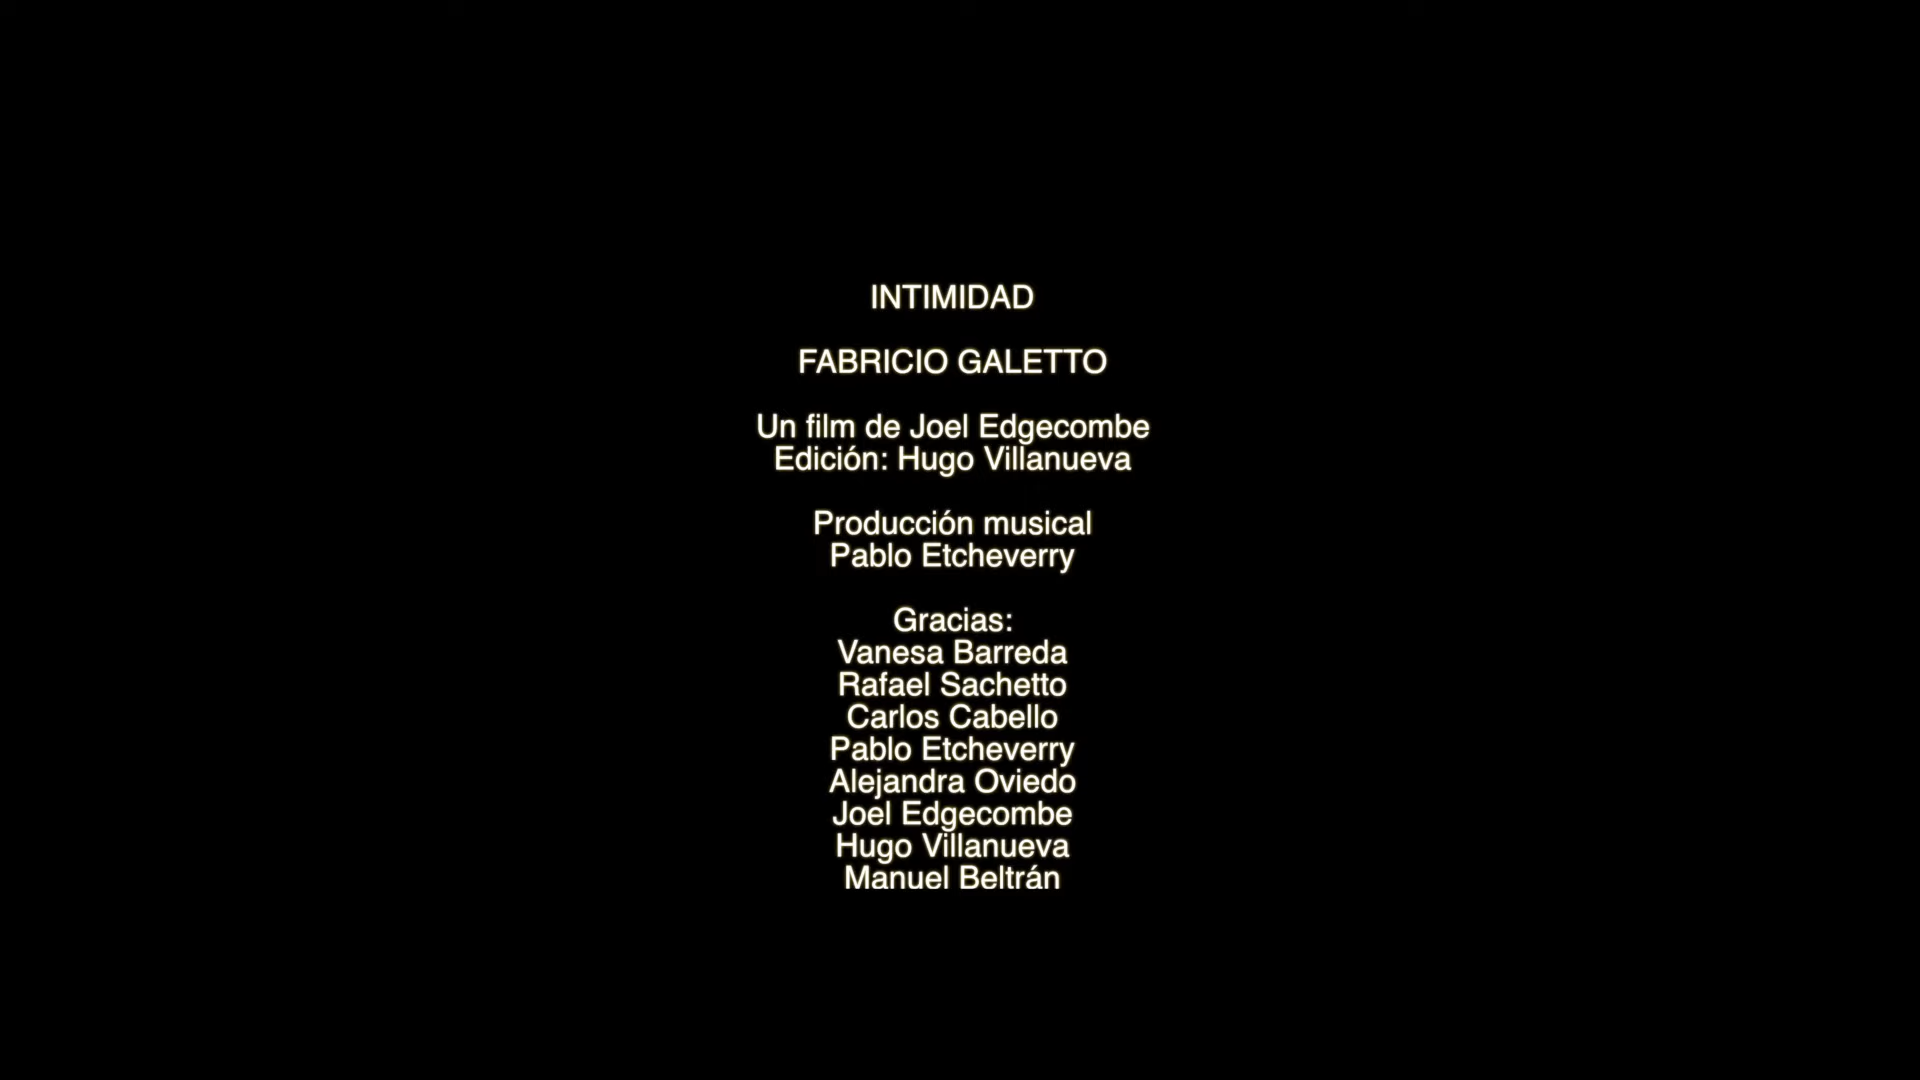 INTIMIDAD
FABRICIO GALETTO
Un film de Joel Edgecombe
Edición: Hugo Villanueva
Producción musical
Pablo Etcheverry
Gracias:
Vanesa Barreda
Rafael Sachetto
Carlos Cabello
Pablo Etcheverry
Alejandra Oviedo
Joel Edgecombe
Hugo Villanueva
Manuel Beltrán